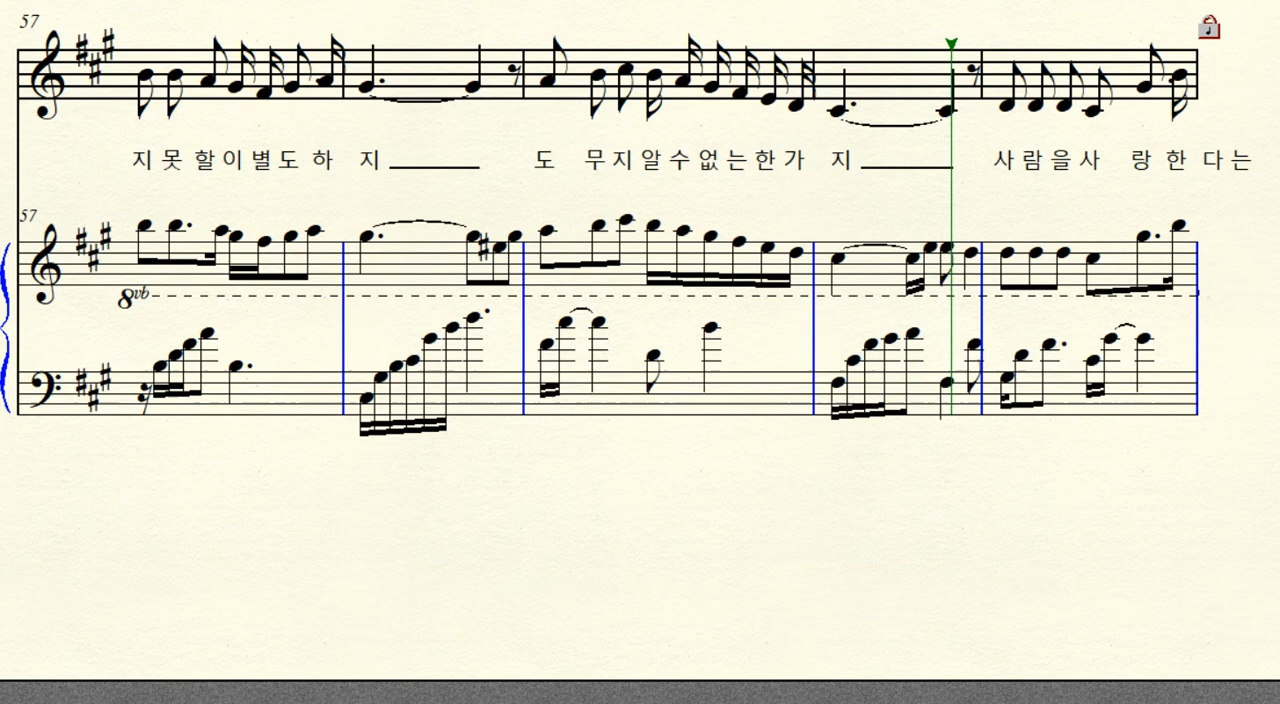 57
지 못 할 이 별 도 하 지 도 무 지 알 수 없 는 한 가 지 사 람 을 사 랑 한 다 는
57
8vb